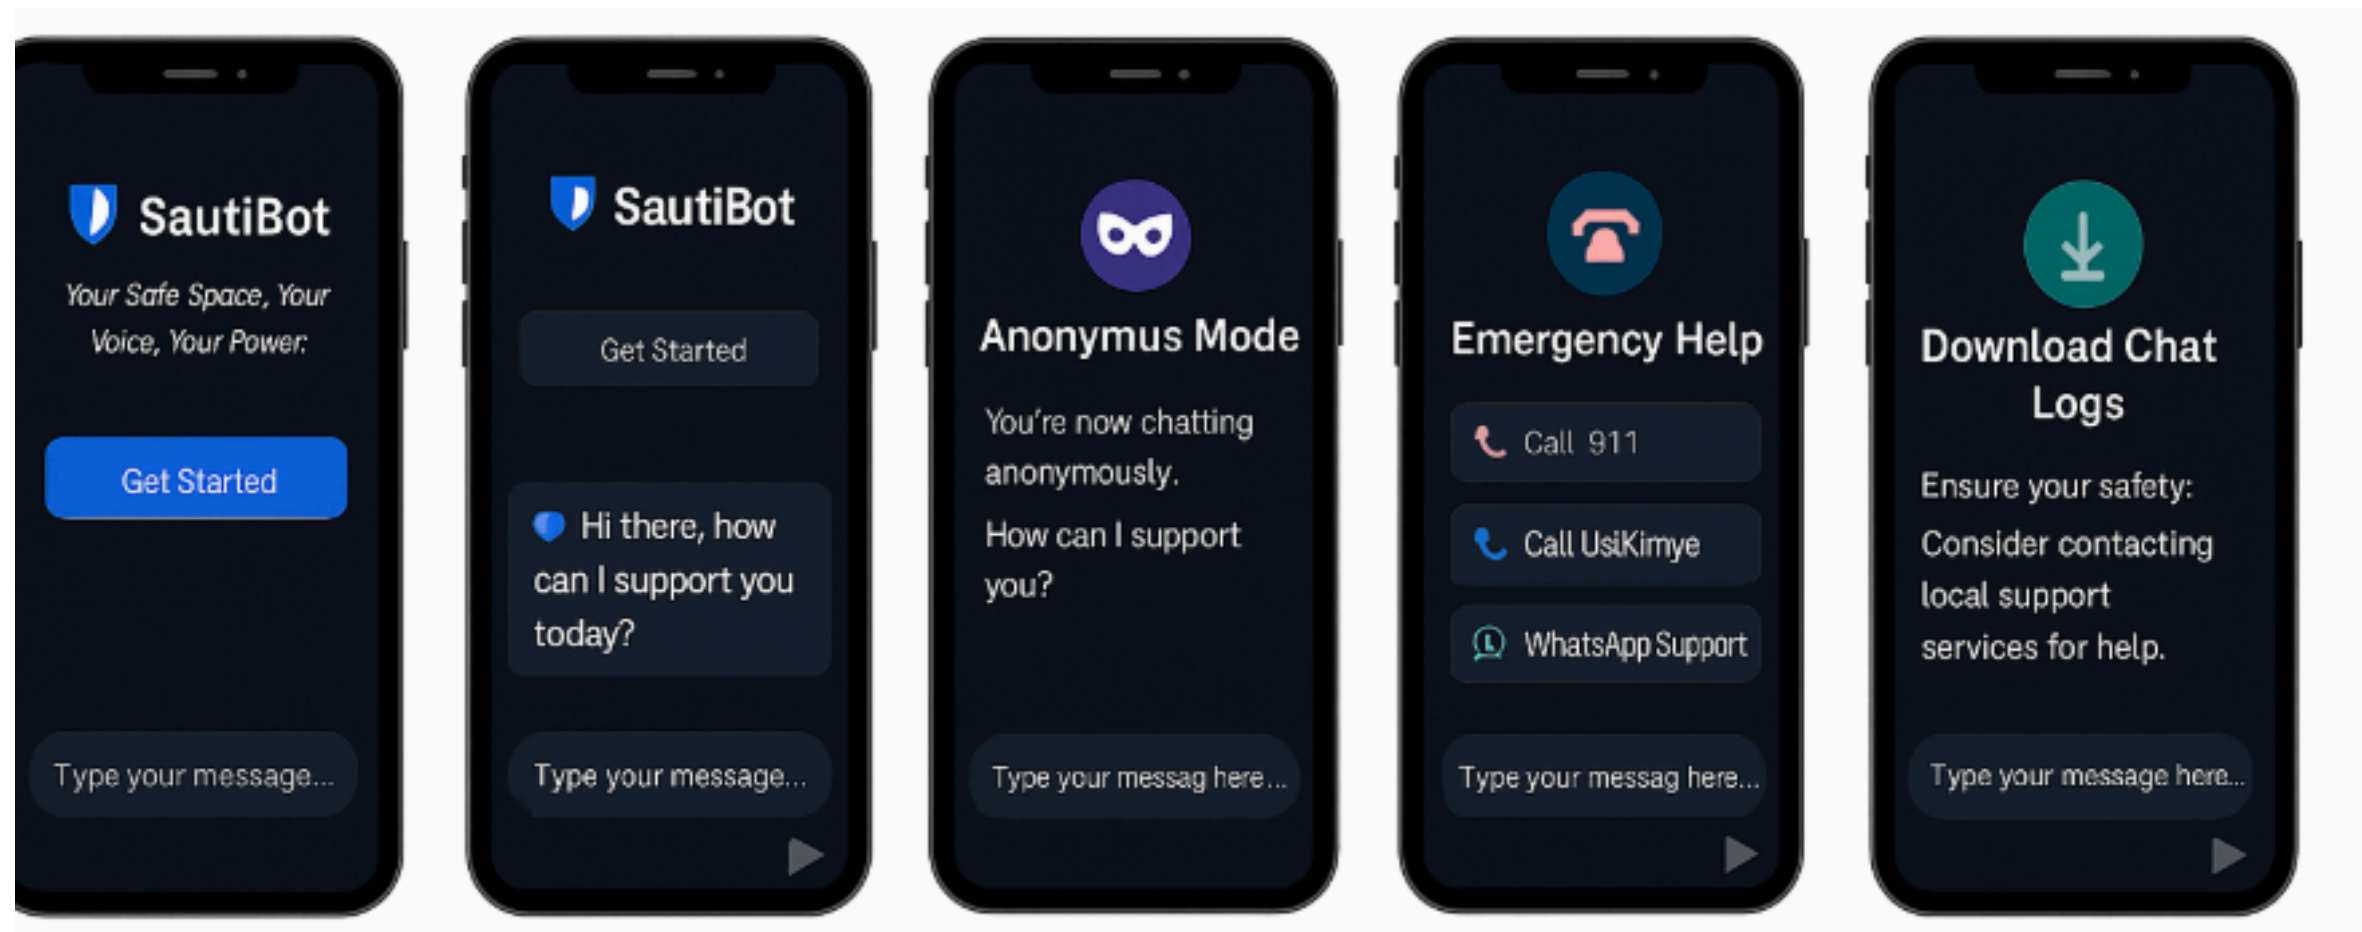 SautiBot
Your Safe Space, Your
Voice, Your Power.
Get Started
Type your message...
SautiBot
Get Started
Hi there, how
can I support you
today?
Type your message...
Anonymus Mode
You're now chatting
anonymously.
How can I support
you?
Type your messag here...
Emergency Help
Call 911
Call UsiKimye
WhatsApp Support
Type your messag here...
Download Chat
Logs
Ensure your safety:
Consider contacting
local support
services for help.
Type your message here...